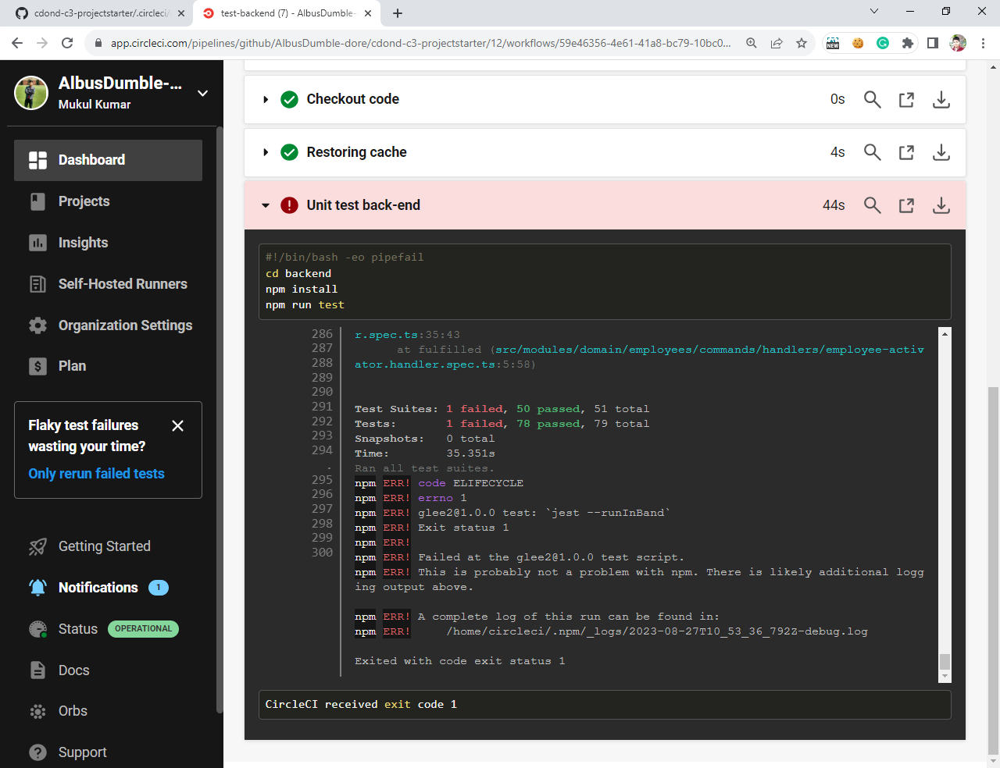 cdond-c3-projectstarter/.circleci/
test-backend (7) - AlbusDumble-
app.circleci.com/pipelines/github/AlbusDumble-dore/cdond-c3-projectstarter/12/workflows/59e46356-4e61-41a8-bc79-10bc0...
NEW
AlbusDumble-...
Mukul Kumar
Dashboard
Projects
Insights
Self-Hosted Runners
Organization Settings
Plan
Flaky test failures
wasting your time?
Only rerun failed tests
Getting Started
Notifications 1
Status OPERATIONAL
Docs
Orbs
Support
Checkout code 0s
Restoring cache 4s
Unit test back-end 44s
#!/bin/bash -eo pipefail
cd backend
npm install
npm run test
286 r.spec.ts:35:43
287 at fulfilled (src/modules/domain/employees/commands/handlers/employee-activ
288 ator.handler.spec.ts:5:58)
289
290
291 Test Suites: 1 failed, 50 passed, 51 total
292 Tests: 1 failed, 78 passed, 79 total
293 Snapshots: 0 total
294 Time: 35.351s
. Ran all test suites.
295 npm ERR! code ELIFECYCLE
296 npm ERR! errno 1
297 npm ERR! glee2@1.0.0 test: `jest --runInBand`
298 npm ERR! Exit status 1
299 npm ERR!
300 npm ERR! Failed at the glee2@1.0.0 test script.
npm ERR! This is probably not a problem with npm. There is likely additional logg
ing output above.
npm ERR! A complete log of this run can be found in:
npm ERR! /home/circleci/.npm/_logs/2023-08-27T10_53_36_792Z-debug.log
Exited with code exit status 1
CircleCI received exit code 1